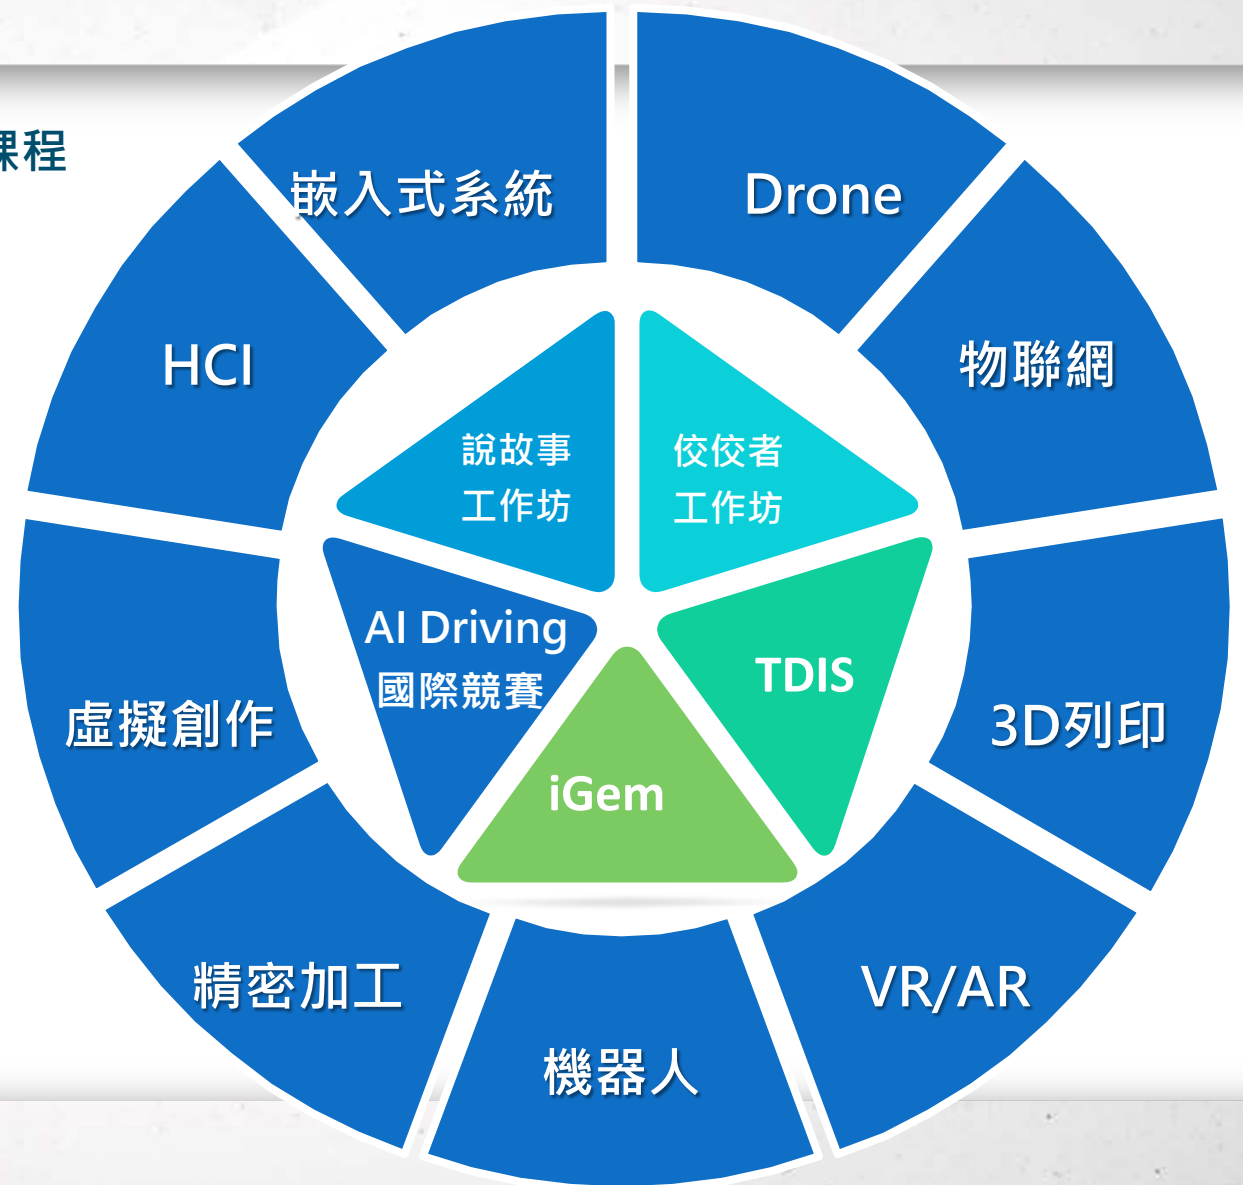 課程
嵌入式系統
Drone
HCI
物聯網
說故事
工作坊
佼佼者
工作坊
AI Driving
國際競賽
TDIS
虛擬創作
3D列印
iGem
精密加工
VR/AR
機器人